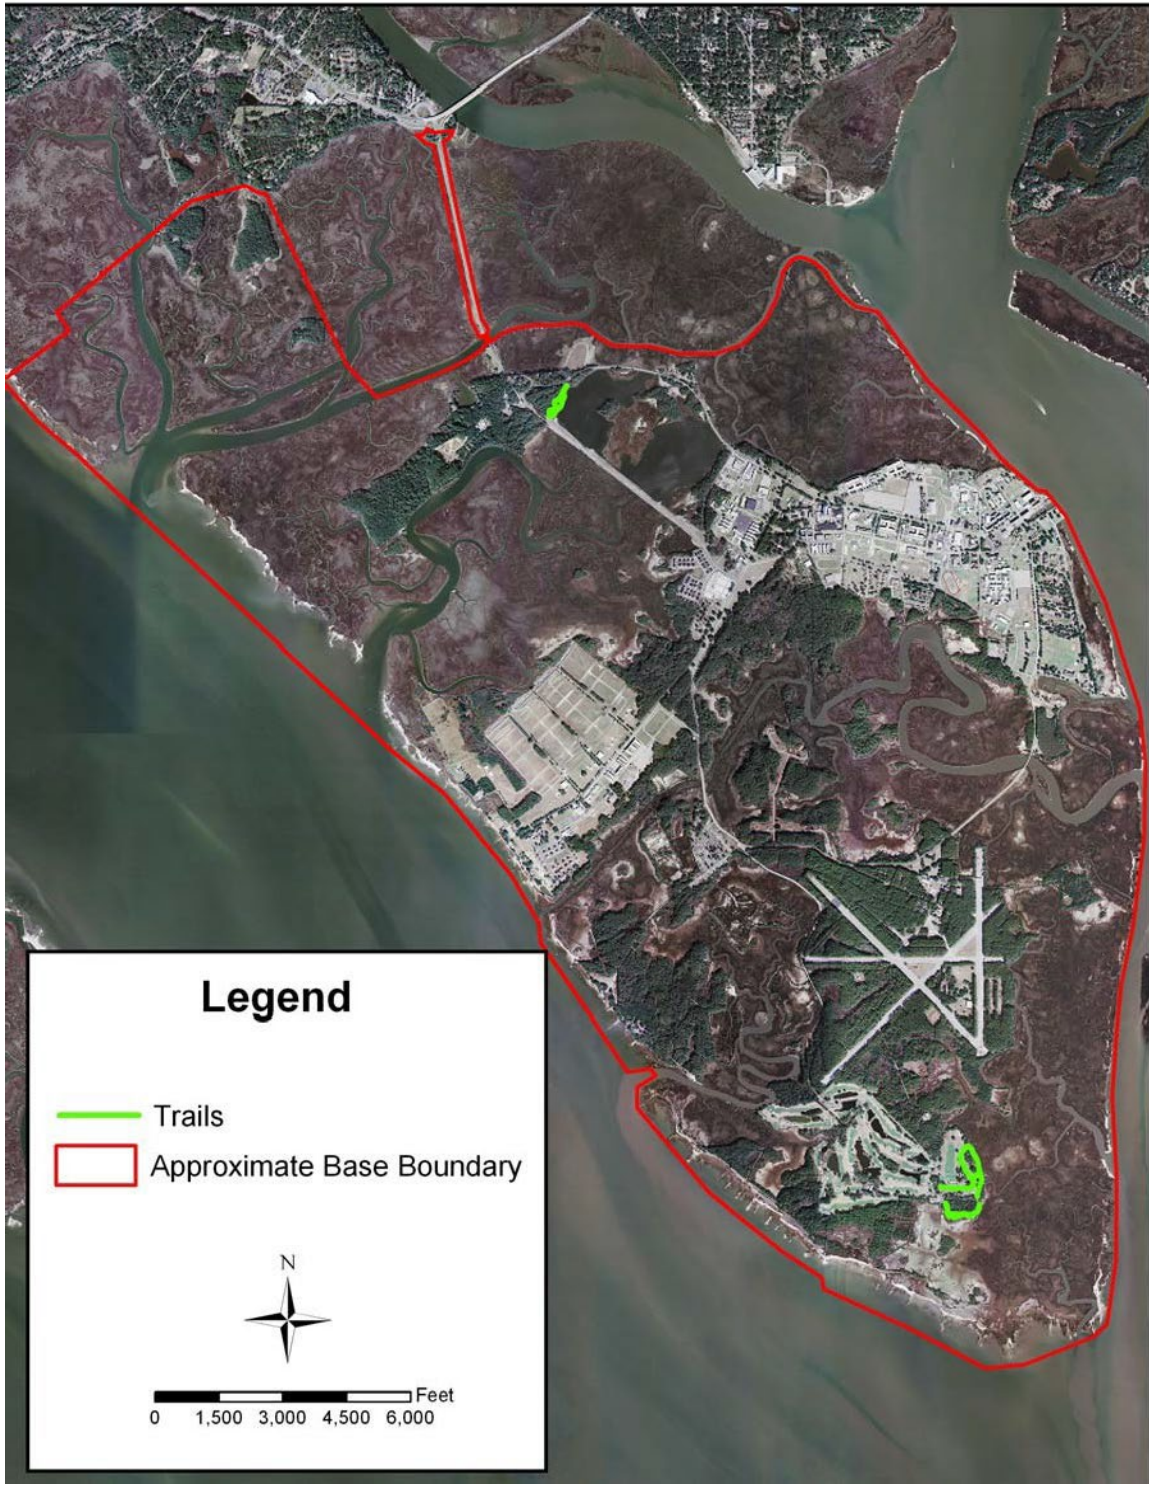 Legend
Trails
Approximate Base Boundary
N
Feet
0 1,500 3,000 4,500 6,000